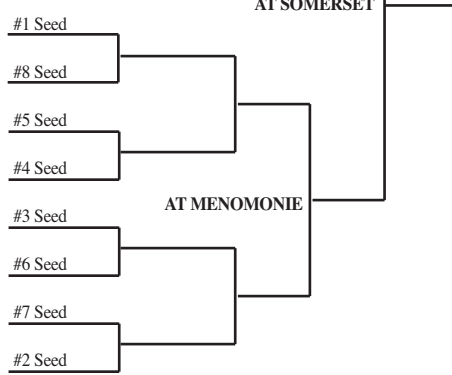 AT SOMERSET
#1 Seed
#8 Seed
#5 Seed
#4 Seed
AT MENOMONIE
#3 Seed
#6 Seed
#7 Seed
#2 Seed